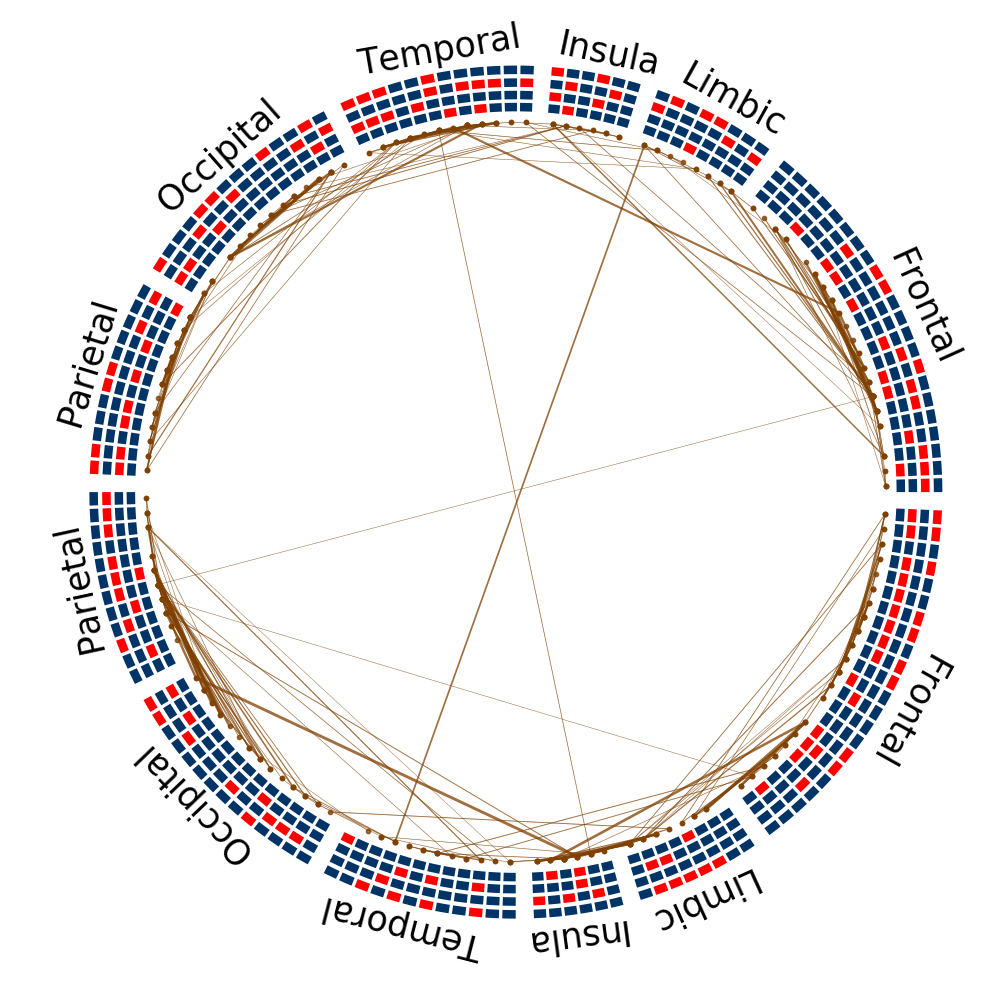 Temporal
Insula
Limbic
Occipital
Frontal
Parietal
Parietal
Frontal
Occipital
Limbic
Temporal
Insula